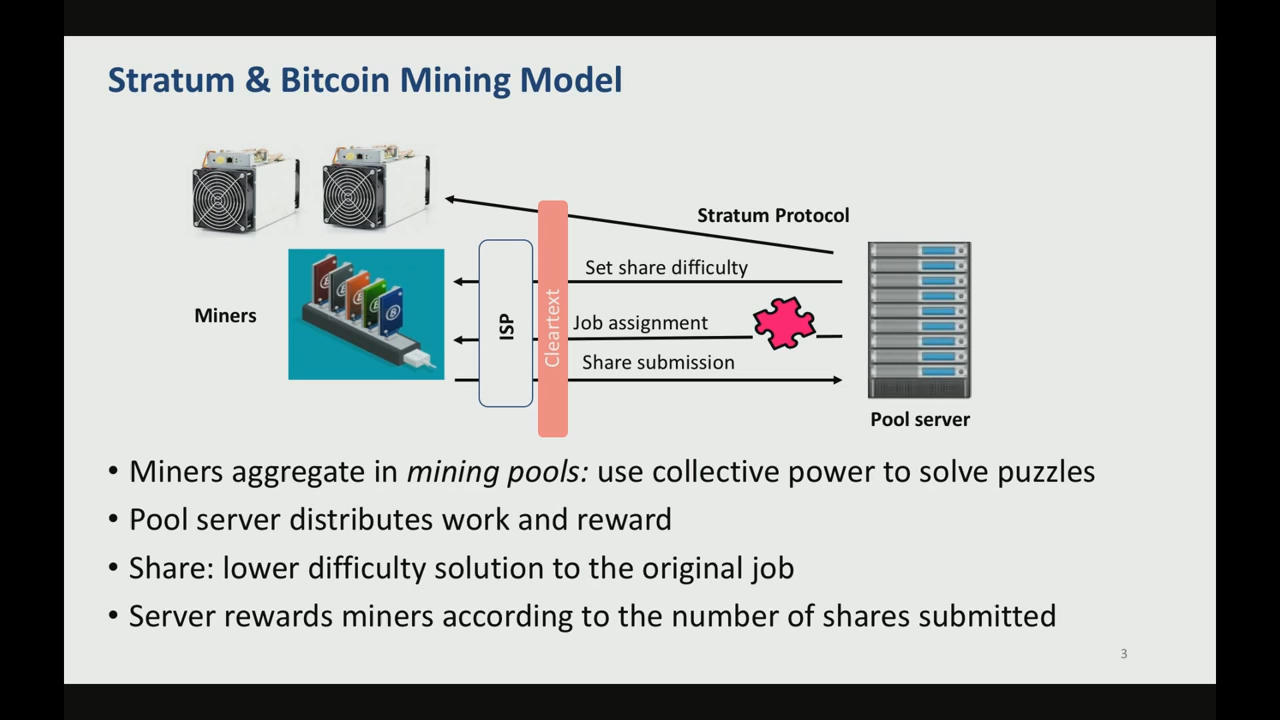 Stratum & Bitcoin Mining Model
Stratum Protocol
Set share difficulty
Miners
ISP
Cleartext
Job assignment
Share submission
Pool server
• Miners aggregate in mining pools: use collective power to solve puzzles
• Pool server distributes work and reward
• Share: lower difficulty solution to the original job
• Server rewards miners according to the number of shares submitted
3